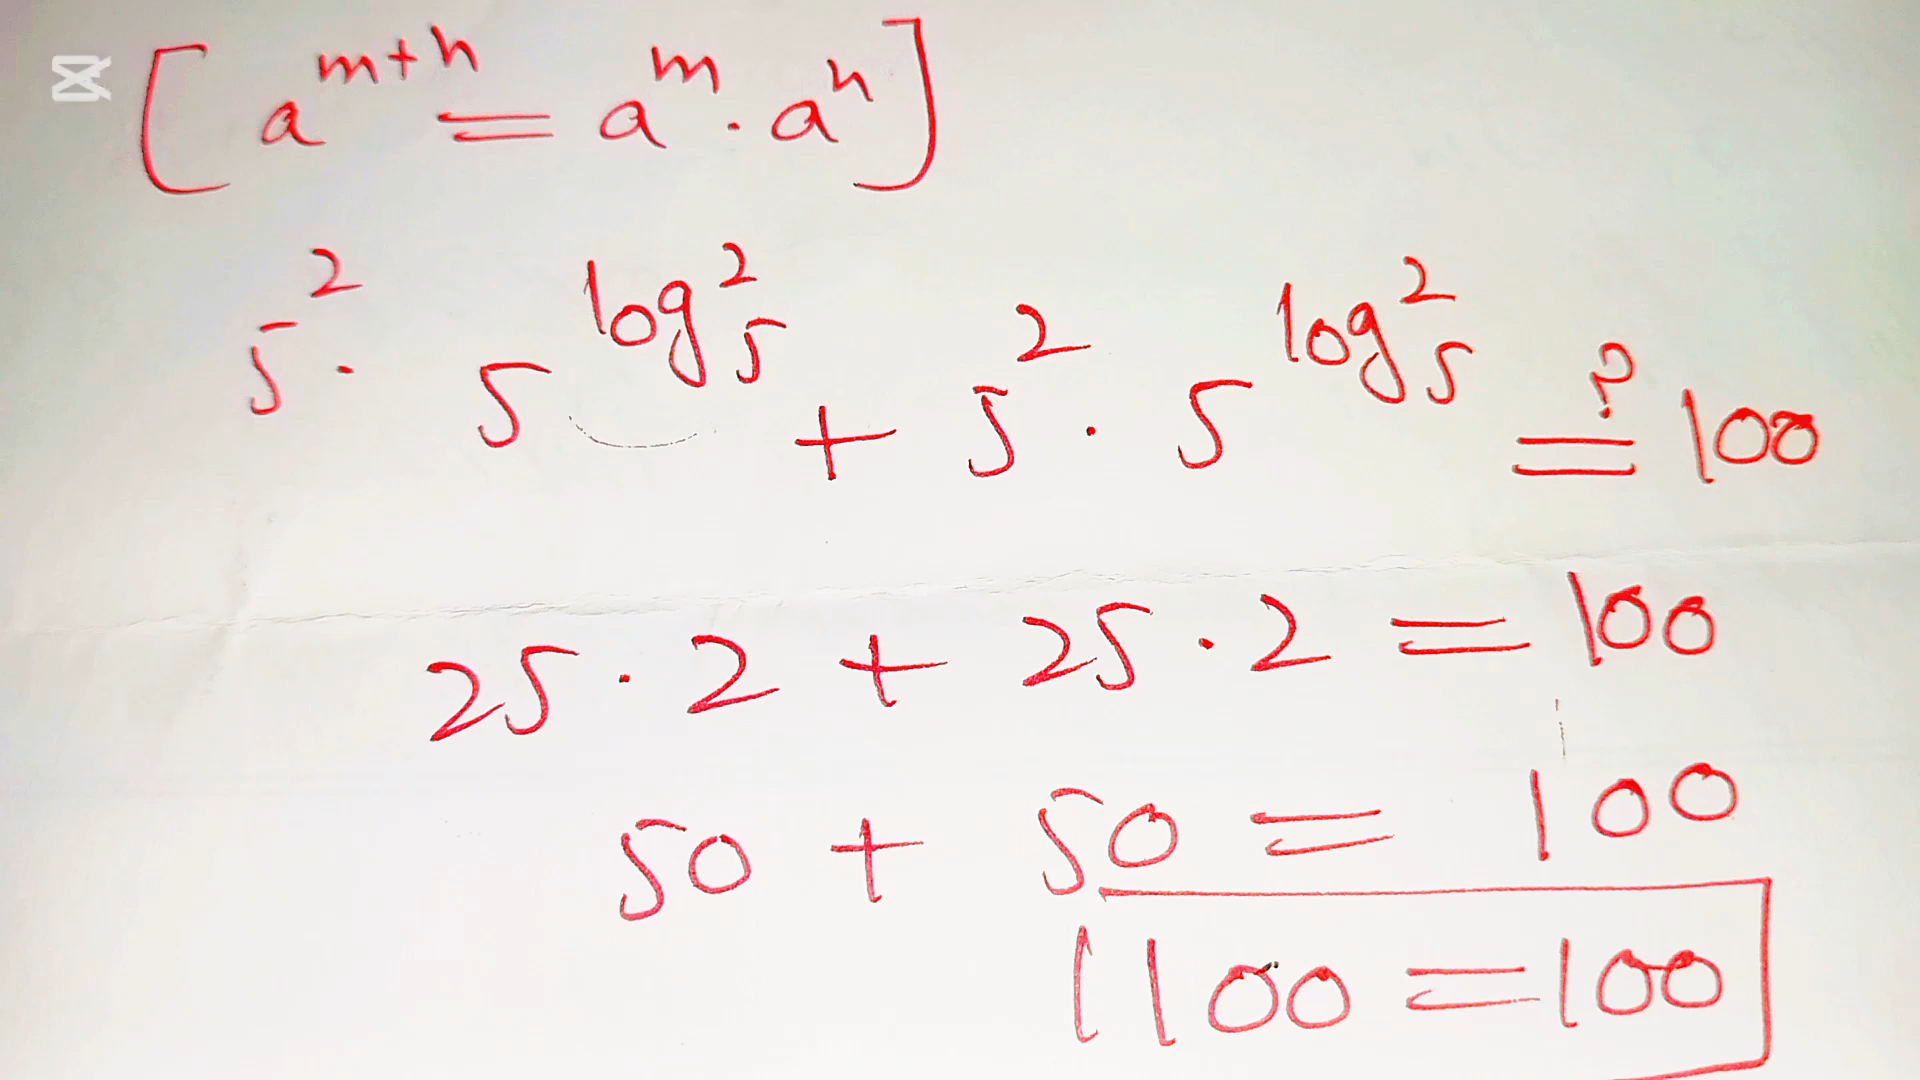 [a^{m+n} = a^m . a^n]
5^2 . 5^{log_5^2} + 5^2 . 5^{log_5^2} =^? 100
25 . 2 + 25 . 2 = 100
50 + 50 = 100
100 = 100